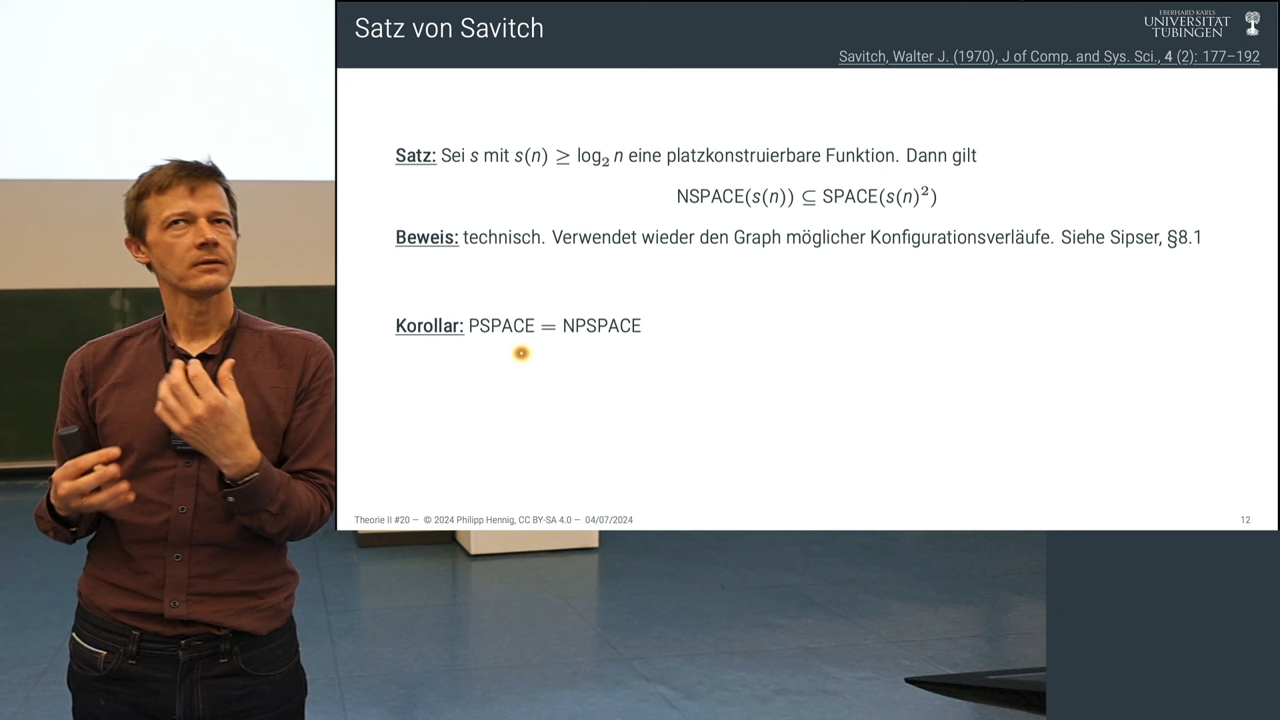 Satz von Savitch
EBERHARD KARLS
UNIVERSITÄT
TÜBINGEN
Savitch, Walter J. (1970), J of Comp. and Sys. Sci., 4 (2): 177–192
Satz: Sei s mit s(n) ≥ log₂ n eine platzkonstruierbare Funktion. Dann gilt
NSPACE(s(n)) ⊆ SPACE(s(n)²)
Beweis: technisch. Verwendet wieder den Graph möglicher Konfigurationsverläufe. Siehe Sipser, §8.1
Korollar: PSPACE = NPSPACE
Theorie II #20 — © 2024 Philipp Hennig, CC BY-SA 4.0 — 04/07/2024
12